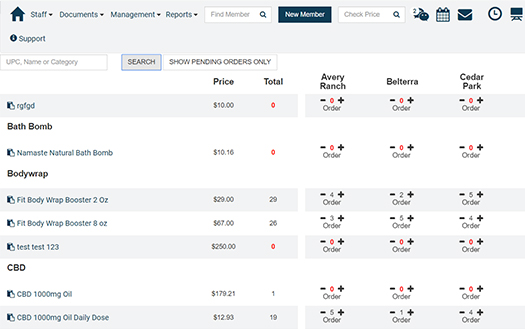 Staff Documents Management Reports Find Member New Member Check Price 2
Support
UPC, Name or Category SEARCH SHOW PENDING ORDERS ONLY
Price Total Avery Ranch Belterra Cedar Park
rgfgd $10.00 0 0 0 0
Order Order Order
Bath Bomb
Namaste Natural Bath Bomb $10.16 0 0 0 0
Order Order Order
Bodywrap
Fit Body Wrap Booster 2 Oz $29.00 29 4 2 5
Order Order Order
Fit Body Wrap Booster 8 oz $67.00 26 3 5 4
Order Order Order
test test 123 $250.00 0 0 0 0
Order Order Order
CBD
CBD 1000mg Oil $179.21 1 0 0 0
Order Order Order
CBD 1000mg Oil Daily Dose $12.93 19 5 1 4
Order Order Order